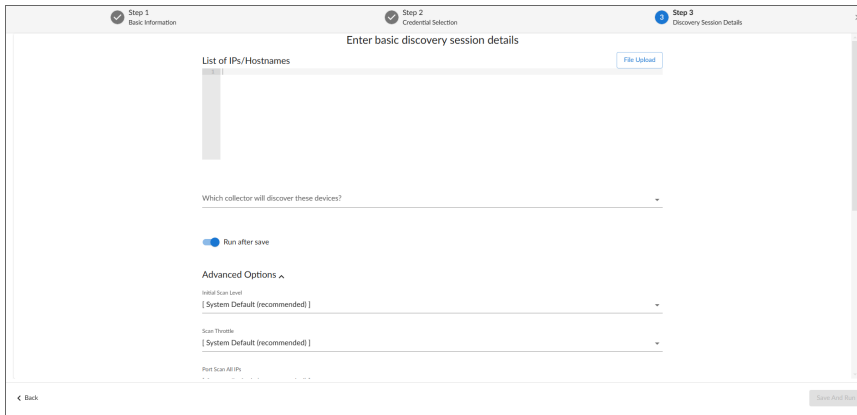 Step 1
Basic Information
Step 2
Credential Selection
3
Step 3
Discovery Session Details
Enter basic discovery session details
List of IPs/Hostnames
File Upload
1
Which collector will discover these devices?
Run after save
Advanced Options
Initial Scan Level
[ System Default (recommended) ]
Scan Throttle
[ System Default (recommended) ]
Port Scan All IPs
Back
Save And Run